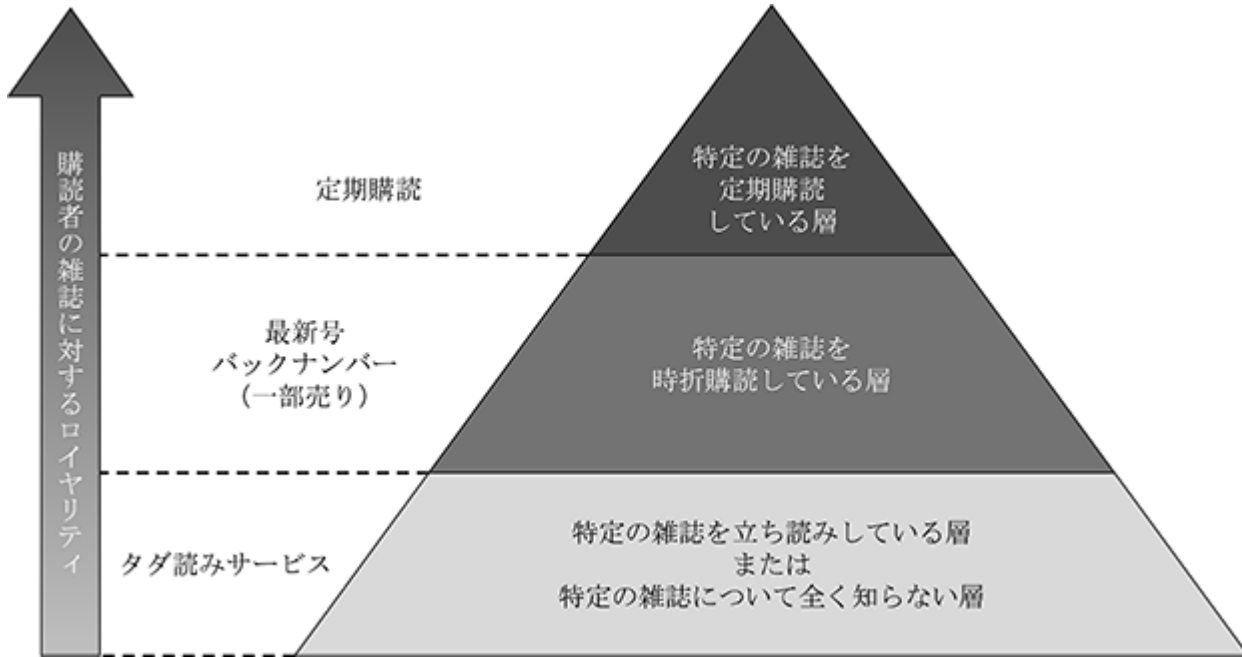 購読者の雑誌に対するロイヤリティ
定期購読
特定の雑誌を
定期購読
している層
最新号
バックナンバー
（一部売り）
特定の雑誌を
時折購読している層
タダ読みサービス
特定の雑誌を立ち読みしている層
または
特定の雑誌について全く知らない層